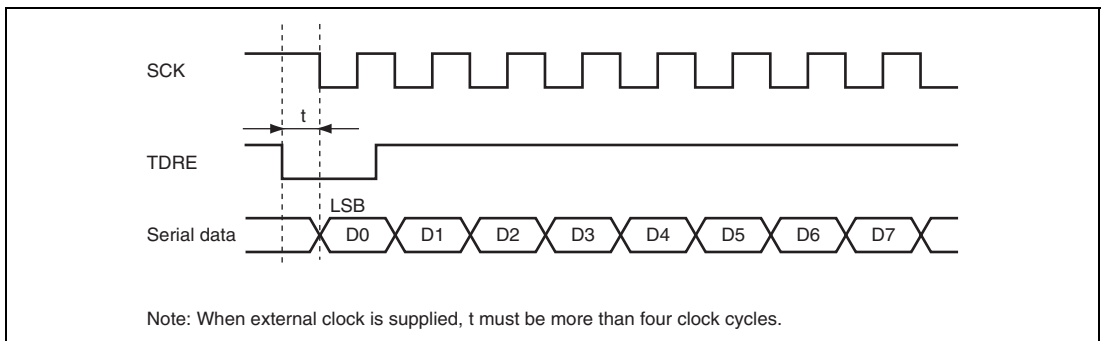 SCK
t
TDRE
LSB
Serial data D0 D1 D2 D3 D4 D5 D6 D7
Note: When external clock is supplied, t must be more than four clock cycles.